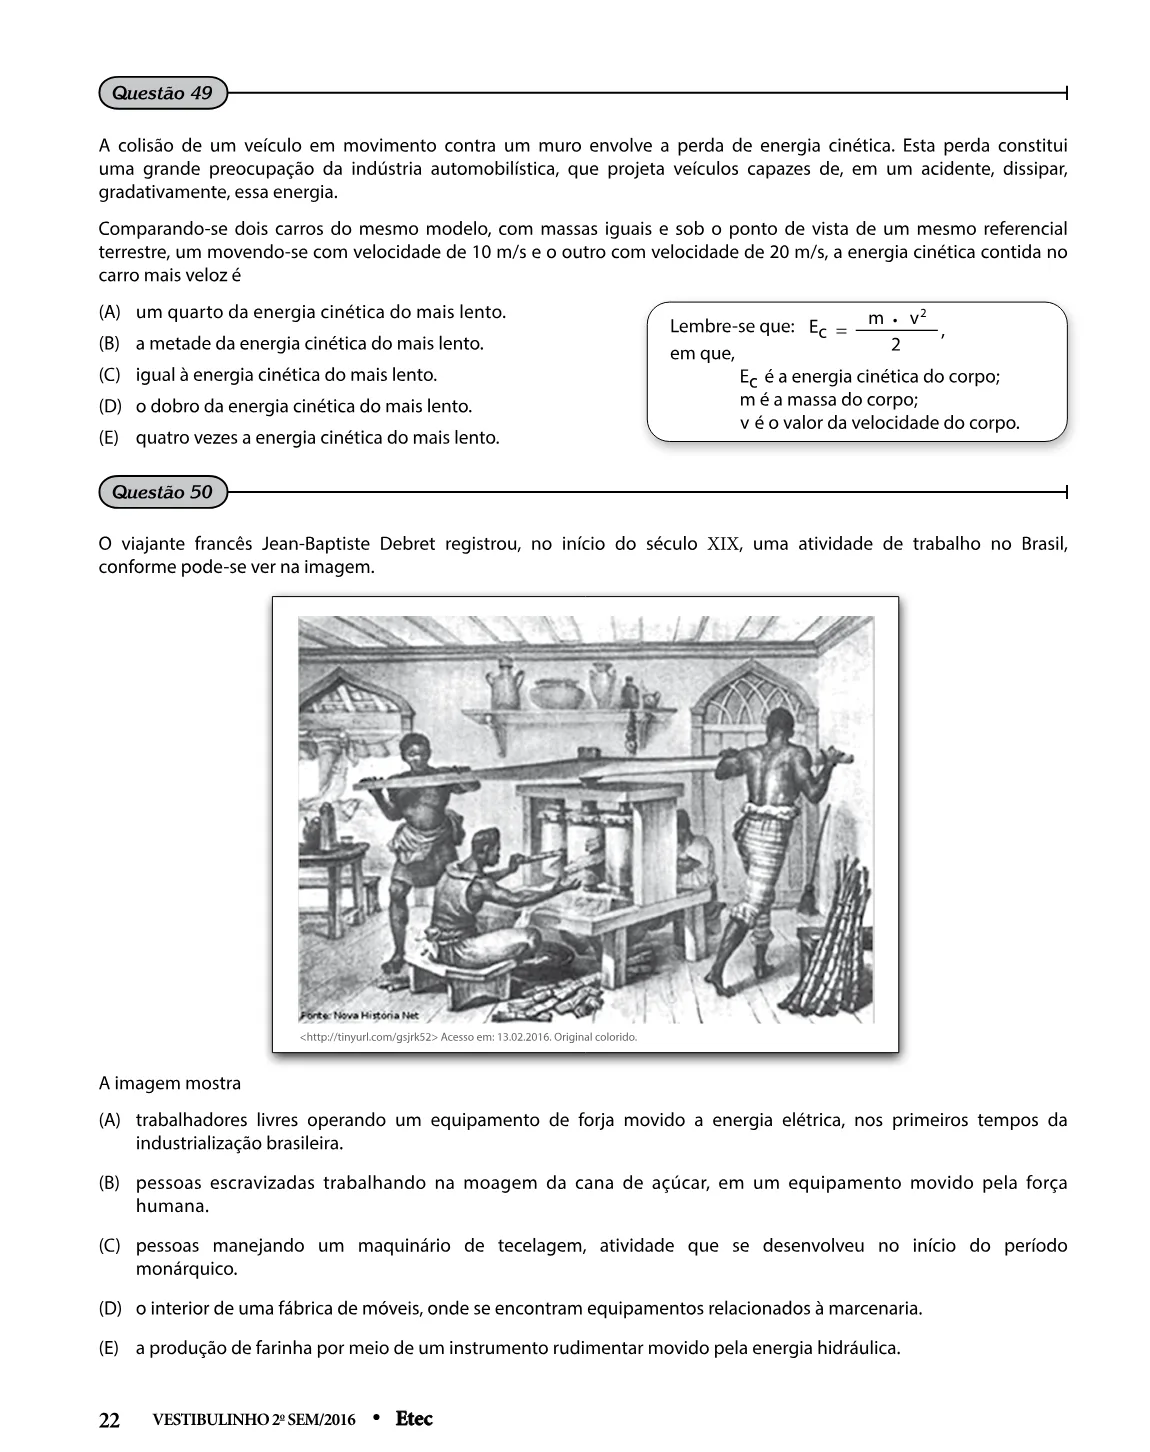 Questão 49
A colisão de um veículo em movimento contra um muro envolve a perda de energia cinética. Esta perda constitui
uma grande preocupação da indústria automobilística, que projeta veículos capazes de, em um acidente, dissipar,
gradativamente, essa energia.
Comparando-se dois carros do mesmo modelo, com massas iguais e sob o ponto de vista de um mesmo referencial
terrestre, um movendo-se com velocidade de 10 m/s e o outro com velocidade de 20 m/s, a energia cinética contida no
carro mais veloz é
(A) um quarto da energia cinética do mais lento.
(B) a metade da energia cinética do mais lento.
(C) igual à energia cinética do mais lento.
(D) o dobro da energia cinética do mais lento.
(E) quatro vezes a energia cinética do mais lento.
Lembre-se que: Ec = m · v² / 2,
em que,
Ec é a energia cinética do corpo;
m é a massa do corpo;
v é o valor da velocidade do corpo.
Questão 50
O viajante francês Jean-Baptiste Debret registrou, no início do século XIX, uma atividade de trabalho no Brasil,
conforme pode-se ver na imagem.
Fonte: Nova Historia Net
<http://tinyurl.com/gsjrk52> Acesso em: 13.02.2016. Original colorido.
A imagem mostra
(A) trabalhadores livres operando um equipamento de forja movido a energia elétrica, nos primeiros tempos da
industrialização brasileira.
(B) pessoas escravizadas trabalhando na moagem da cana de açúcar, em um equipamento movido pela força
humana.
(C) pessoas manejando um maquinário de tecelagem, atividade que se desenvolveu no início do período
monárquico.
(D) o interior de uma fábrica de móveis, onde se encontram equipamentos relacionados à marcenaria.
(E) a produção de farinha por meio de um instrumento rudimentar movido pela energia hidráulica.
22 VESTIBULINHO 2º SEM/2016 • Etec